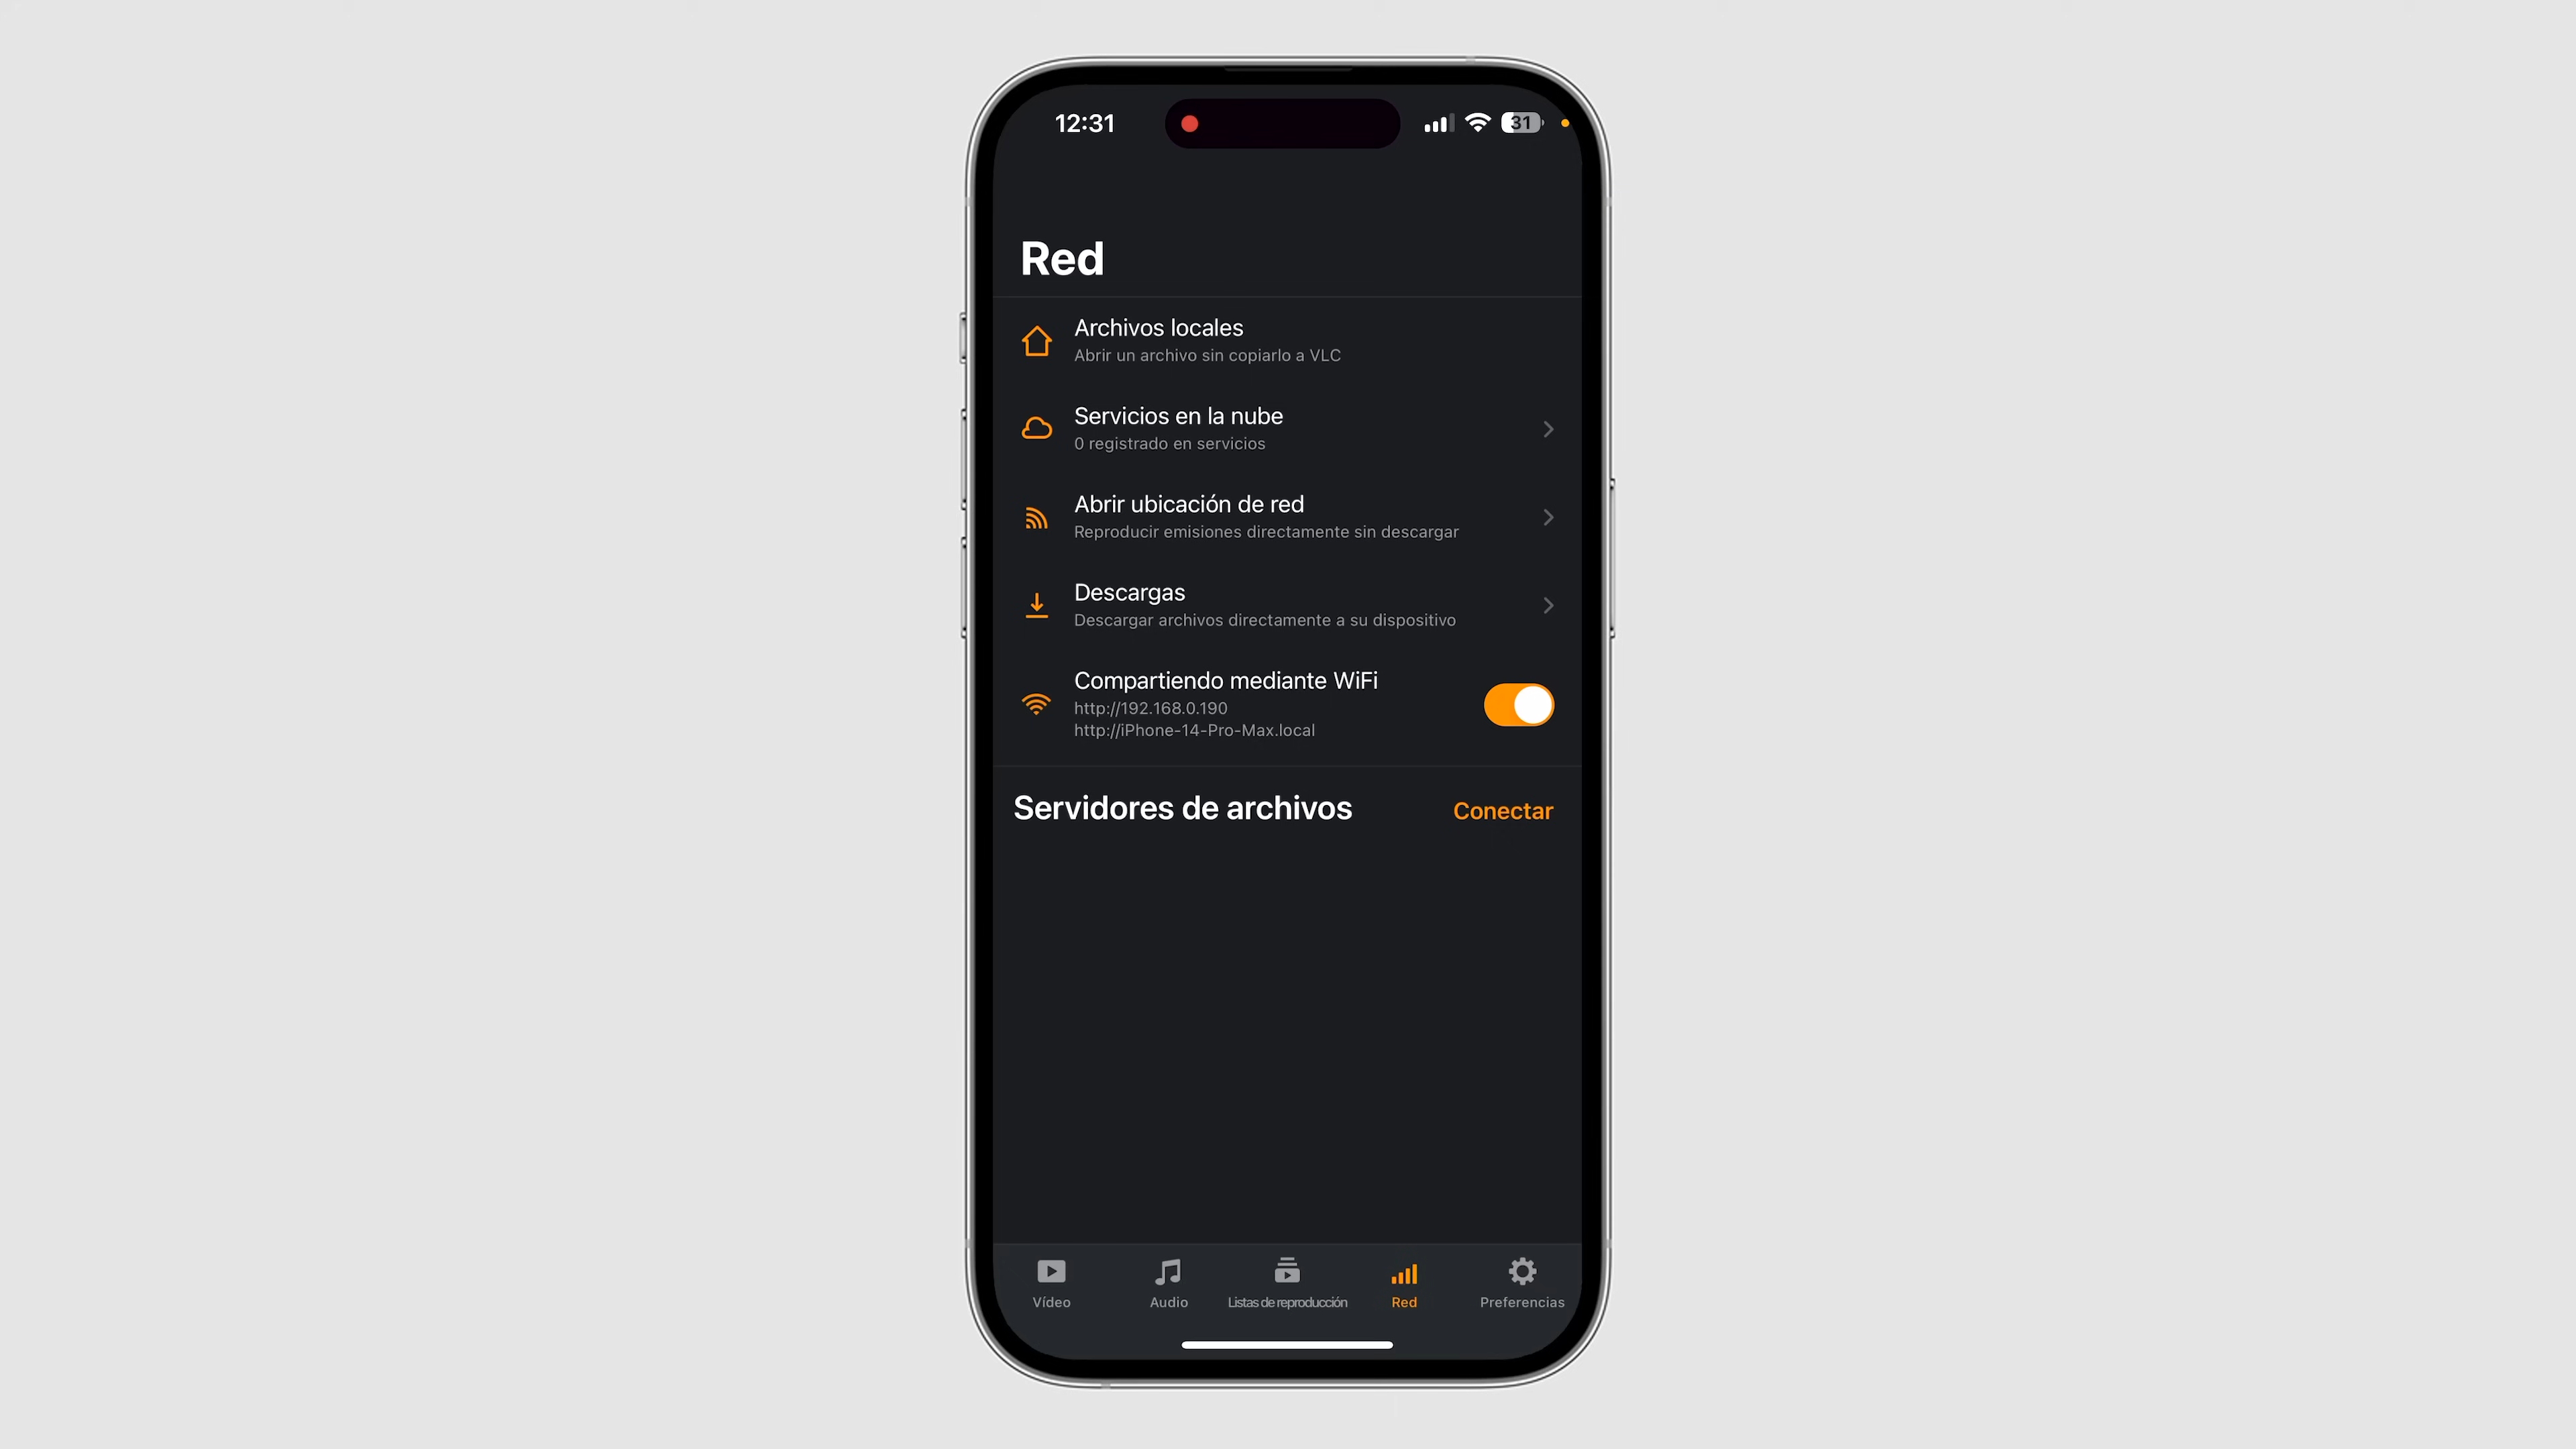 12:31
31
Red
Archivos locales
Abrir un archivo sin copiarlo a VLC
Servicios en la nube
0 registrado en servicios
Abrir ubicación de red
Reproducir emisiones directamente sin descargar
Descargas
Descargar archivos directamente a su dispositivo
Compartiendo mediante WiFi
http://192.168.0.190
http://iPhone-14-Pro-Max.local
Servidores de archivos
Conectar
Vídeo
Audio
Listas de reproducción
Red
Preferencias